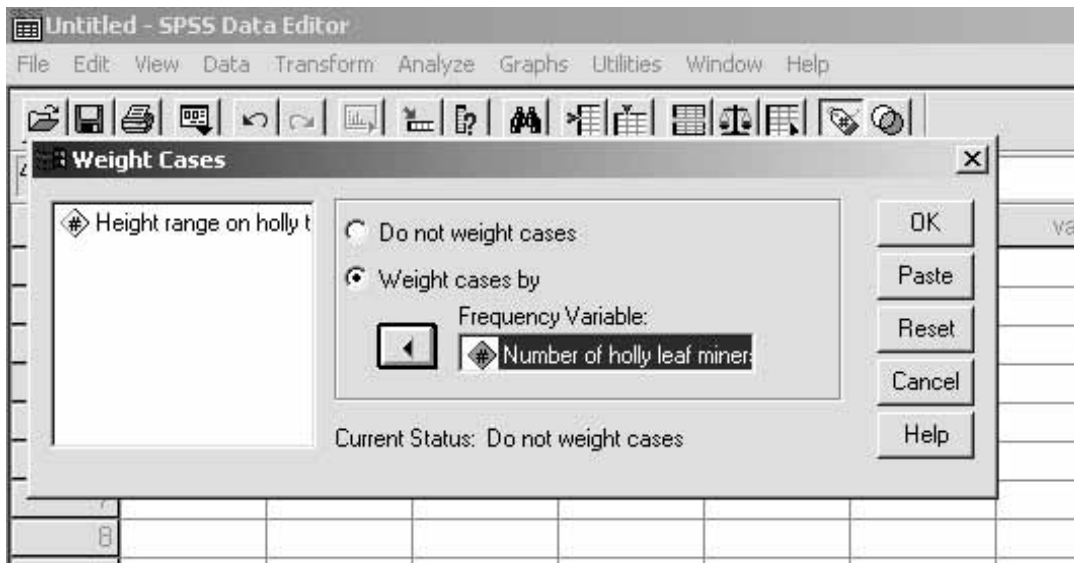 Untitled - SPSS Data Editor
File Edit View Data Transform Analyze Graphs Utilities Window Help
Weight Cases
Height range on holly t
Do not weight cases
Weight cases by
Frequency Variable:
Number of holly leaf miner
Current Status: Do not weight cases
OK
Paste
Reset
Cancel
Help
va
7
8